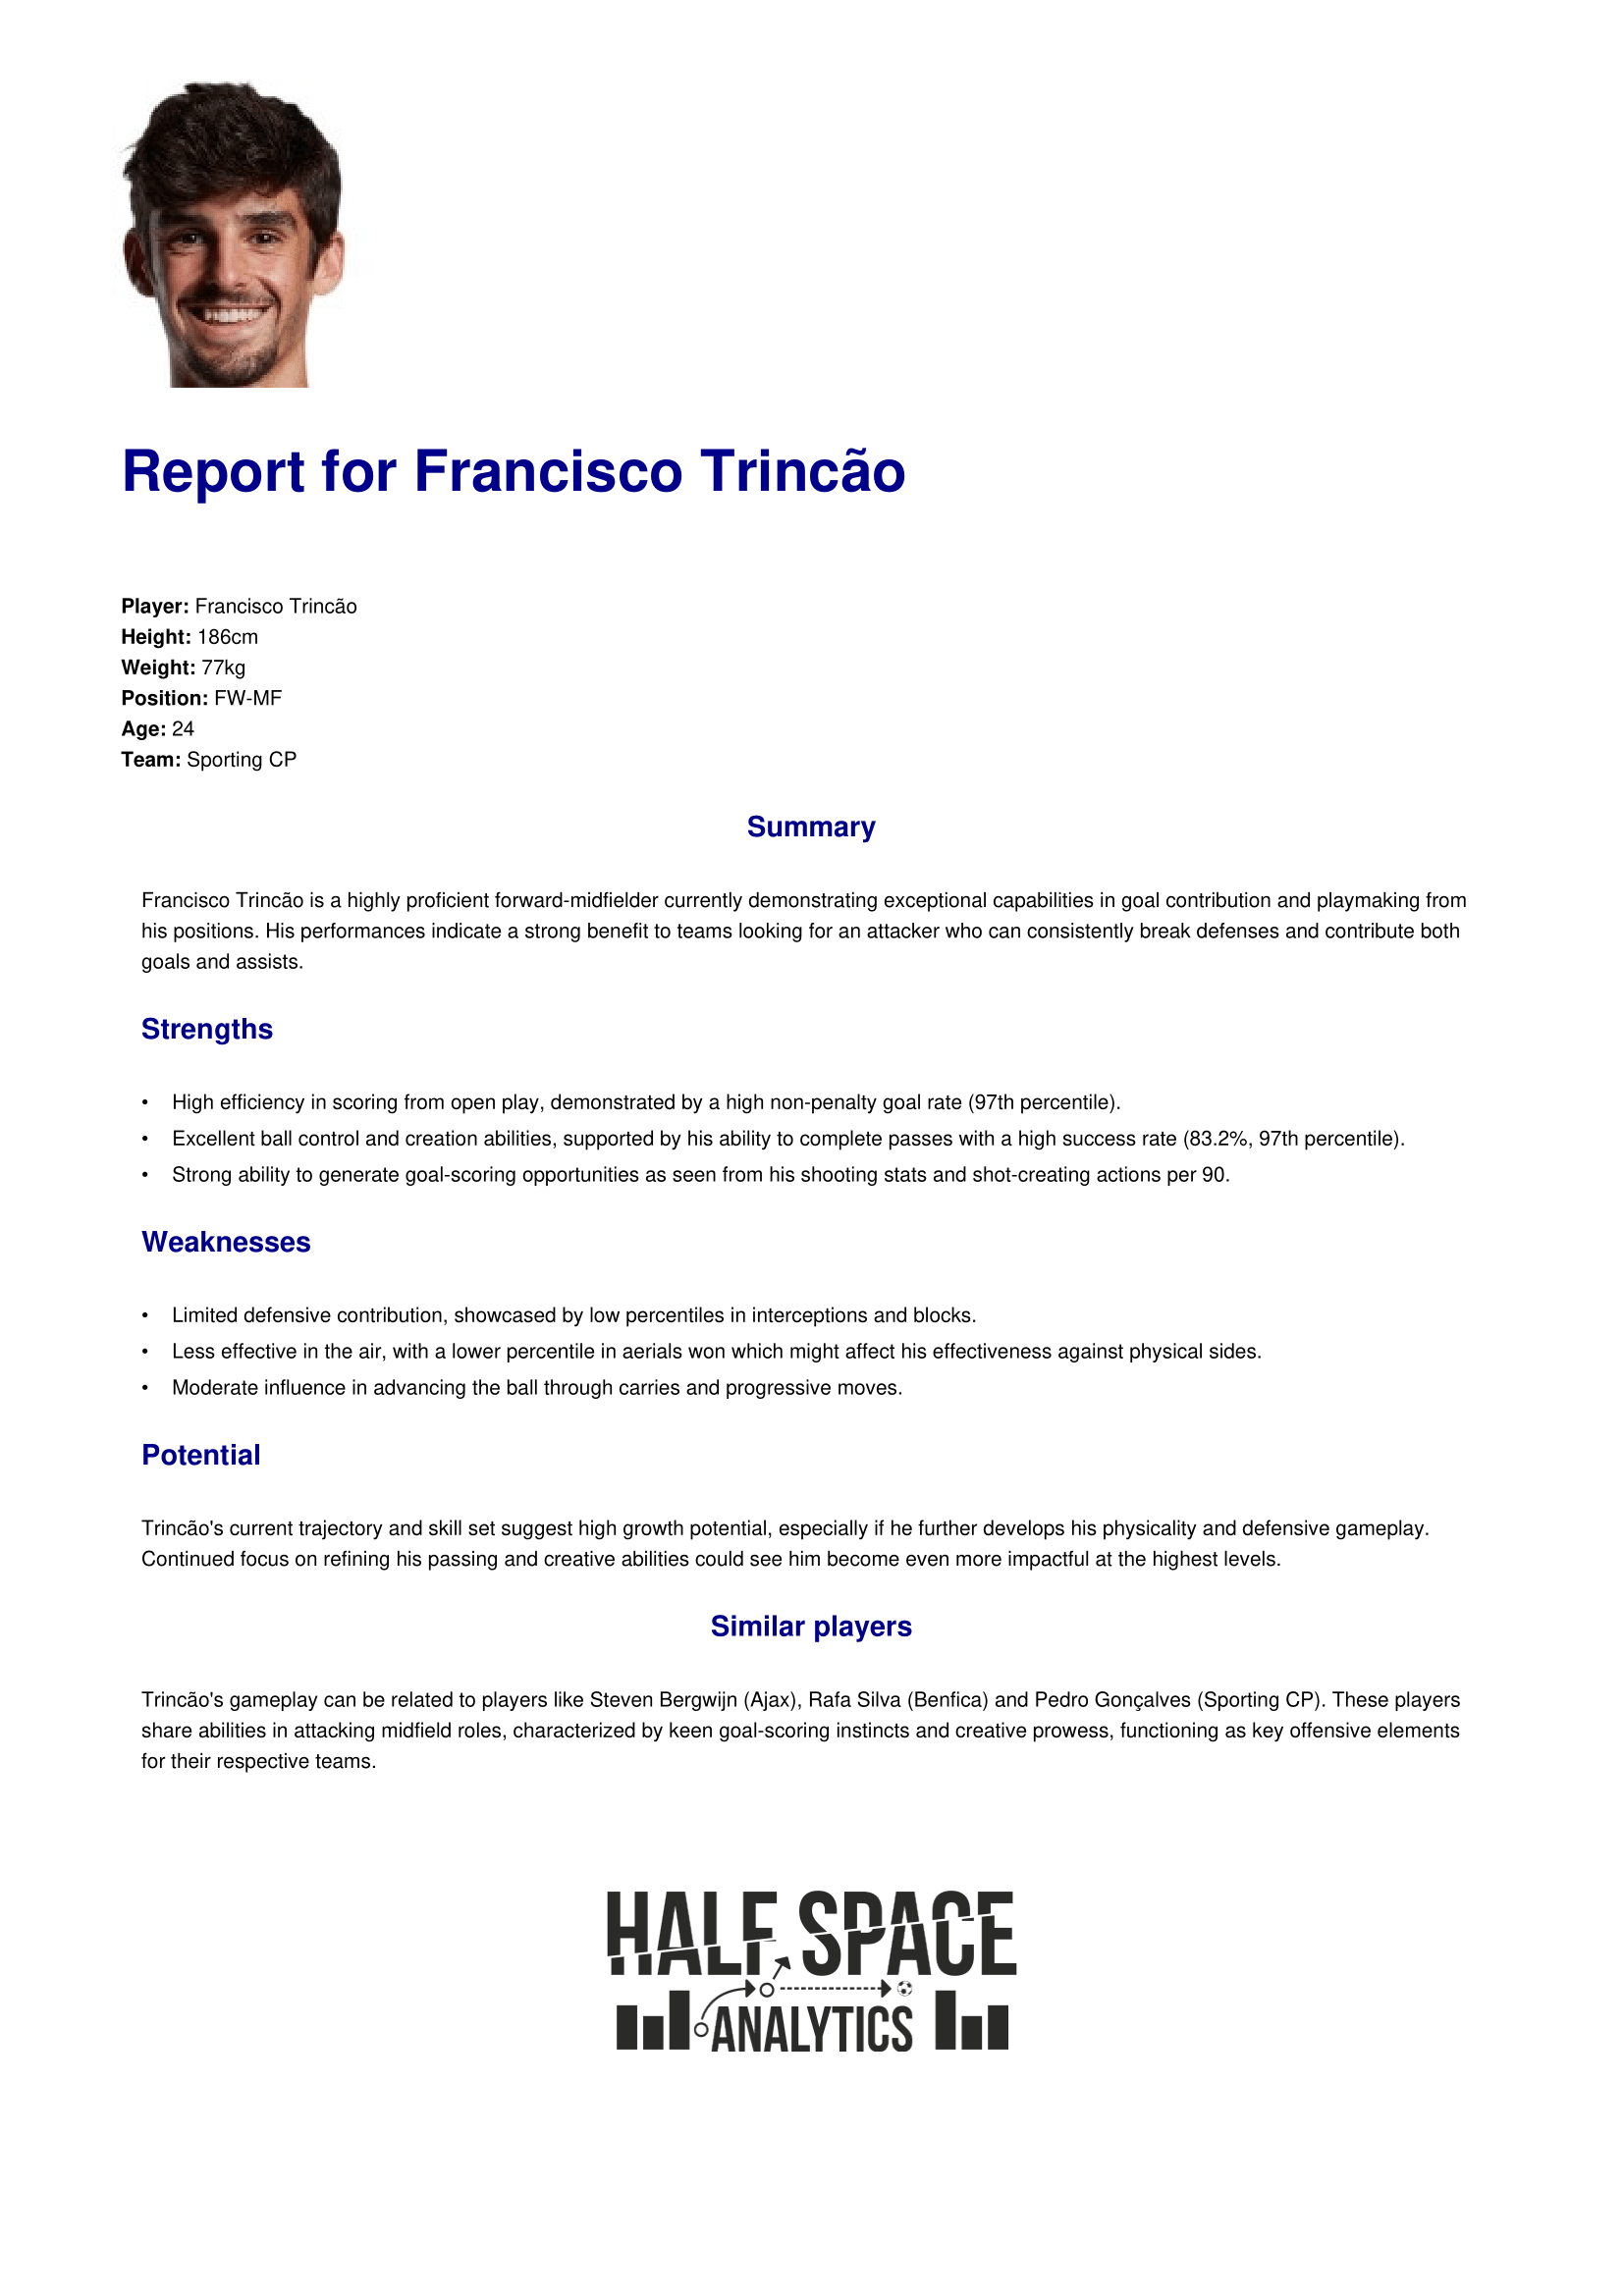 Report for Francisco Trincão
Player: Francisco Trincão
Height: 186cm
Weight: 77kg
Position: FW-MF
Age: 24
Team: Sporting CP
Summary
Francisco Trincão is a highly proficient forward-midfielder currently demonstrating exceptional capabilities in goal contribution and playmaking from
his positions. His performances indicate a strong benefit to teams looking for an attacker who can consistently break defenses and contribute both
goals and assists.
Strengths
• High efficiency in scoring from open play, demonstrated by a high non-penalty goal rate (97th percentile).
• Excellent ball control and creation abilities, supported by his ability to complete passes with a high success rate (83.2%, 97th percentile).
• Strong ability to generate goal-scoring opportunities as seen from his shooting stats and shot-creating actions per 90.
Weaknesses
• Limited defensive contribution, showcased by low percentiles in interceptions and blocks.
• Less effective in the air, with a lower percentile in aerials won which might affect his effectiveness against physical sides.
• Moderate influence in advancing the ball through carries and progressive moves.
Potential
Trincão's current trajectory and skill set suggest high growth potential, especially if he further develops his physicality and defensive gameplay.
Continued focus on refining his passing and creative abilities could see him become even more impactful at the highest levels.
Similar players
Trincão's gameplay can be related to players like Steven Bergwijn (Ajax), Rafa Silva (Benfica) and Pedro Gonçalves (Sporting CP). These players
share abilities in attacking midfield roles, characterized by keen goal-scoring instincts and creative prowess, functioning as key offensive elements
for their respective teams.
HALF SPACE
ANALYTICS